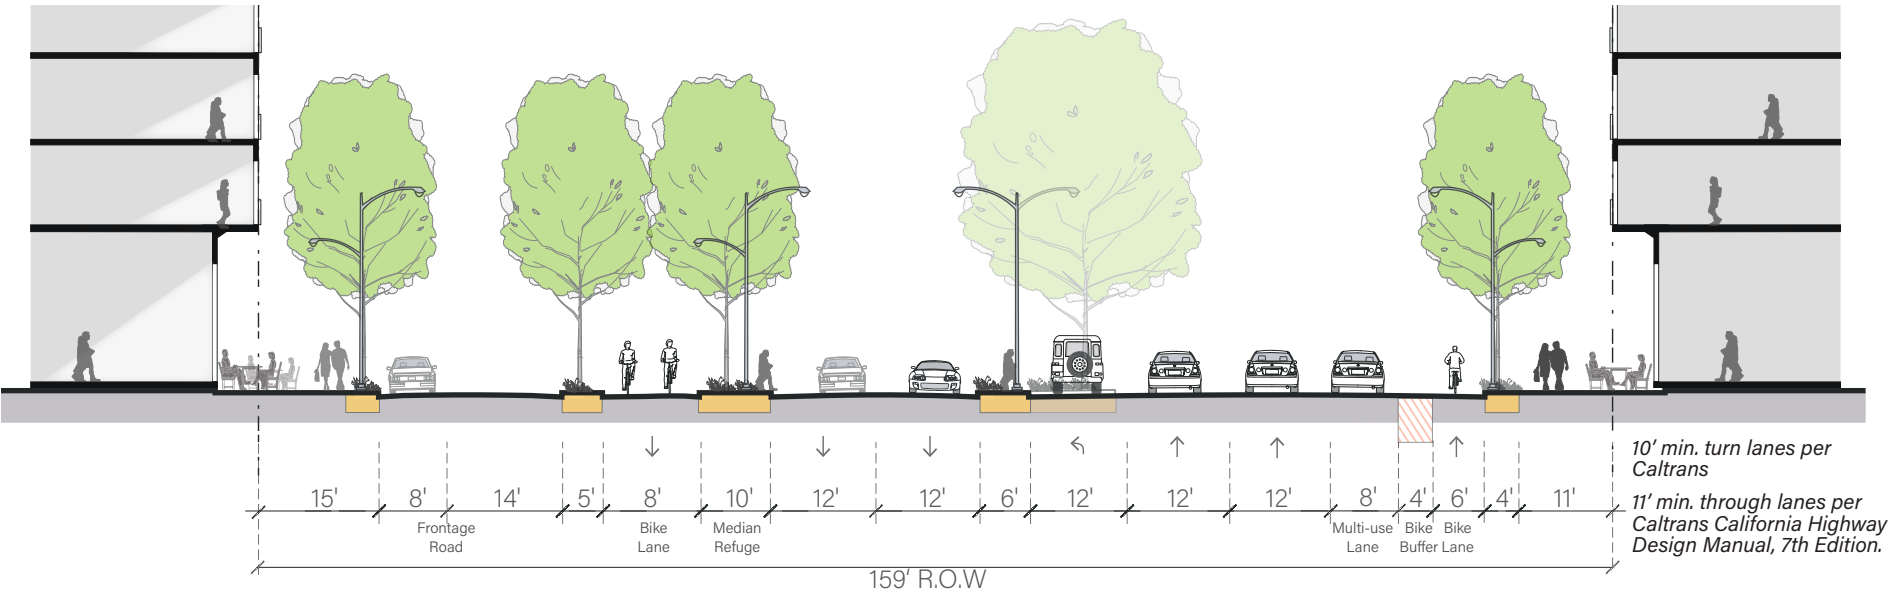 10’ min. turn lanes per
Caltrans
11’ min. through lanes per
Caltrans California Highway
Design Manual, 7th Edition.
15' 8' 14' 5' 8' 10' 12' 12' 6' 12' 12' 12' 8' 4' 6' 4' 11'
Frontage
Road
Bike
Lane
Median
Refuge
Multi-use
Lane
Bike
Buffer
Bike
Lane
159’ R.O.W